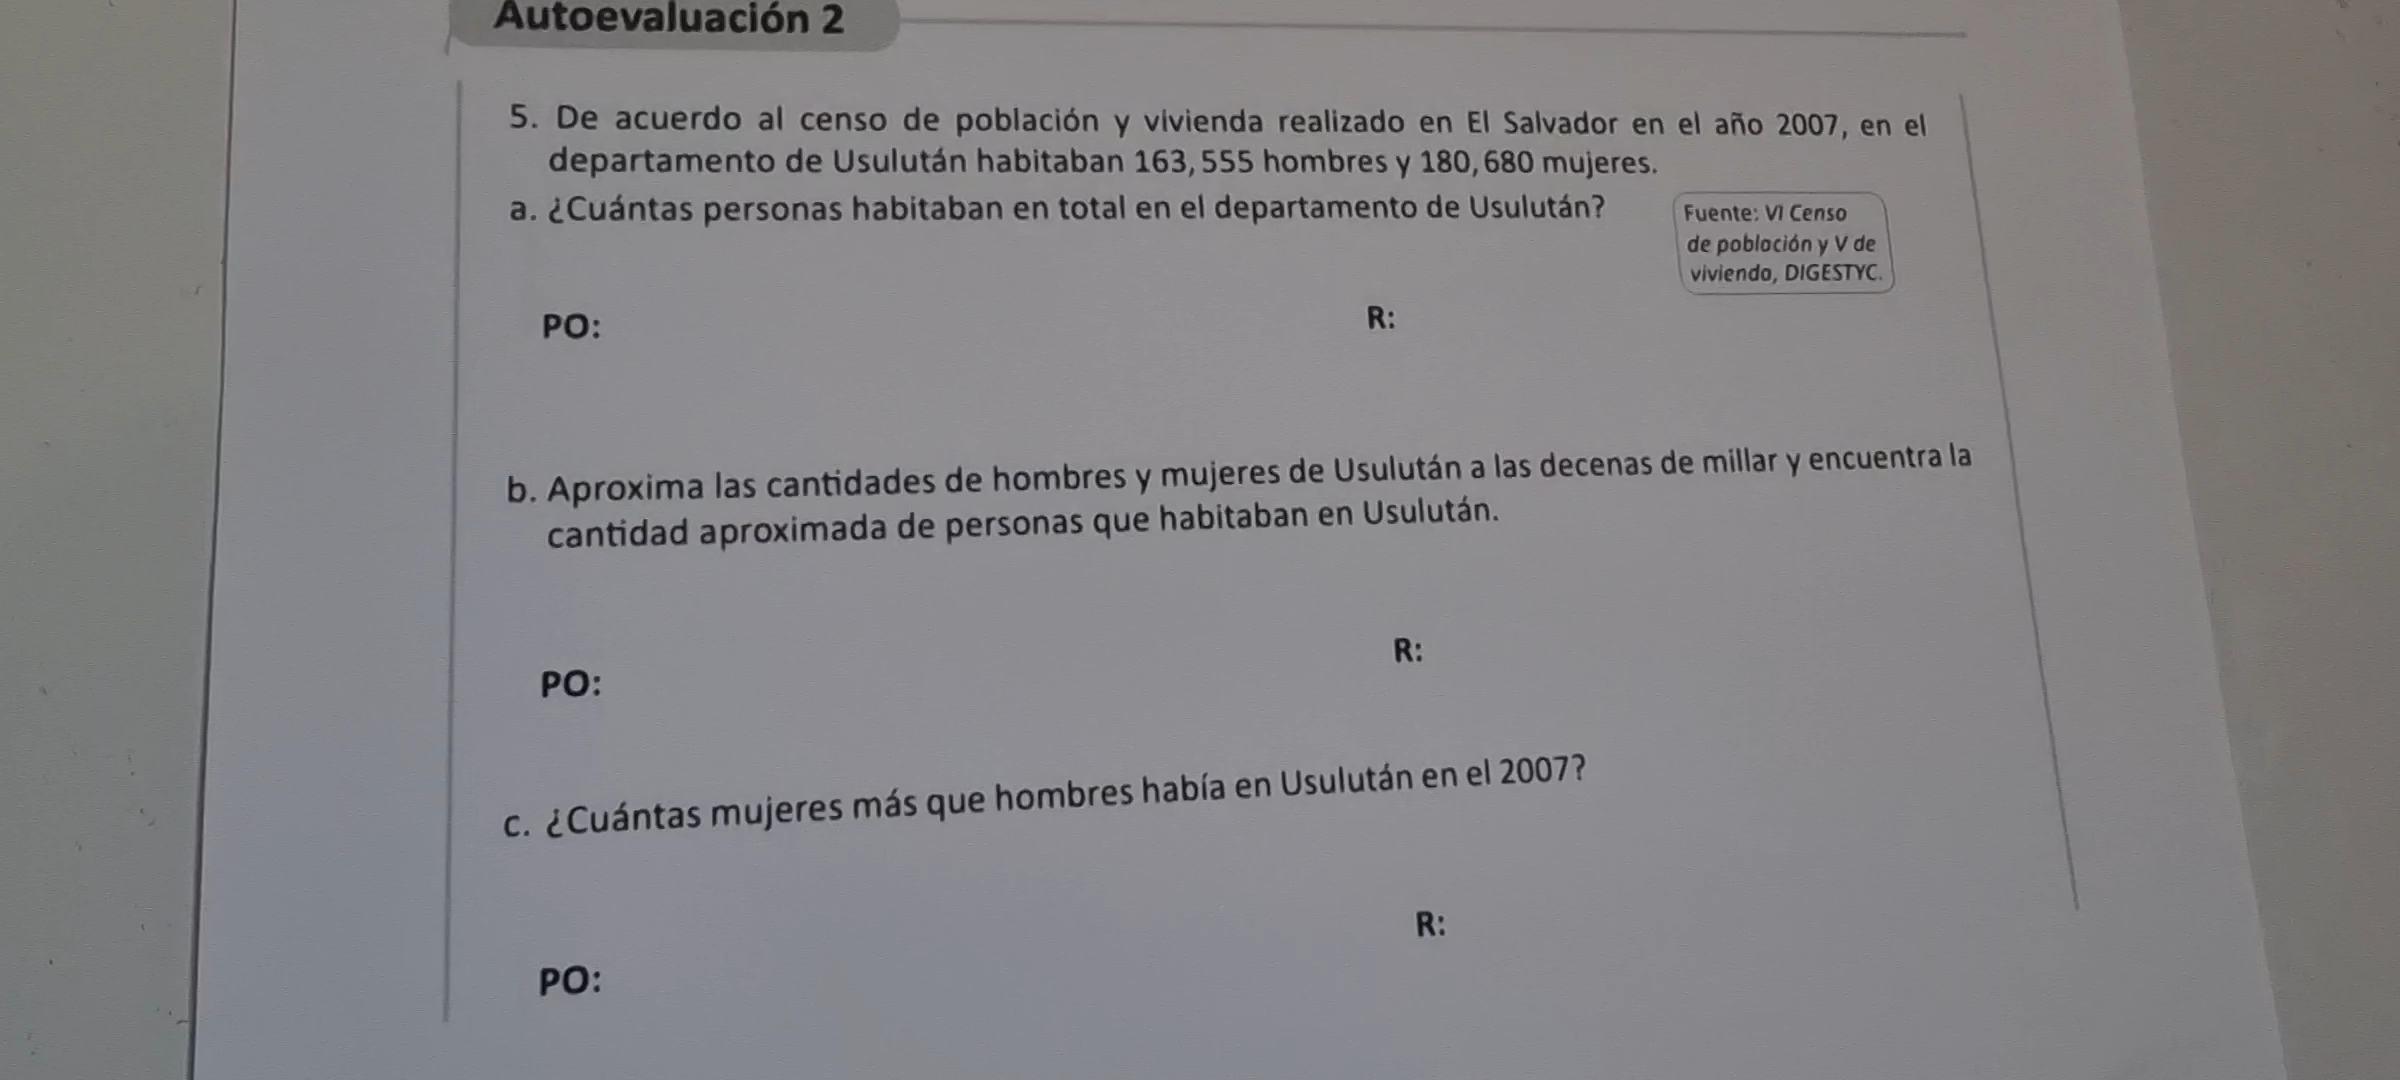 Autoevaluación 2
5. De acuerdo al censo de población y vivienda realizado en El Salvador en el año 2007, en el
departamento de Usulután habitaban 163,555 hombres y 180,680 mujeres.
a. ¿Cuántas personas habitaban en total en el departamento de Usulután?
Fuente: VI Censo
de población y V de
vivienda, DIGESTYC.
PO:
R:
b. Aproxima las cantidades de hombres y mujeres de Usulután a las decenas de millar y encuentra la
cantidad aproximada de personas que habitaban en Usulután.
PO:
R:
c. ¿Cuántas mujeres más que hombres había en Usulután en el 2007?
PO:
R: